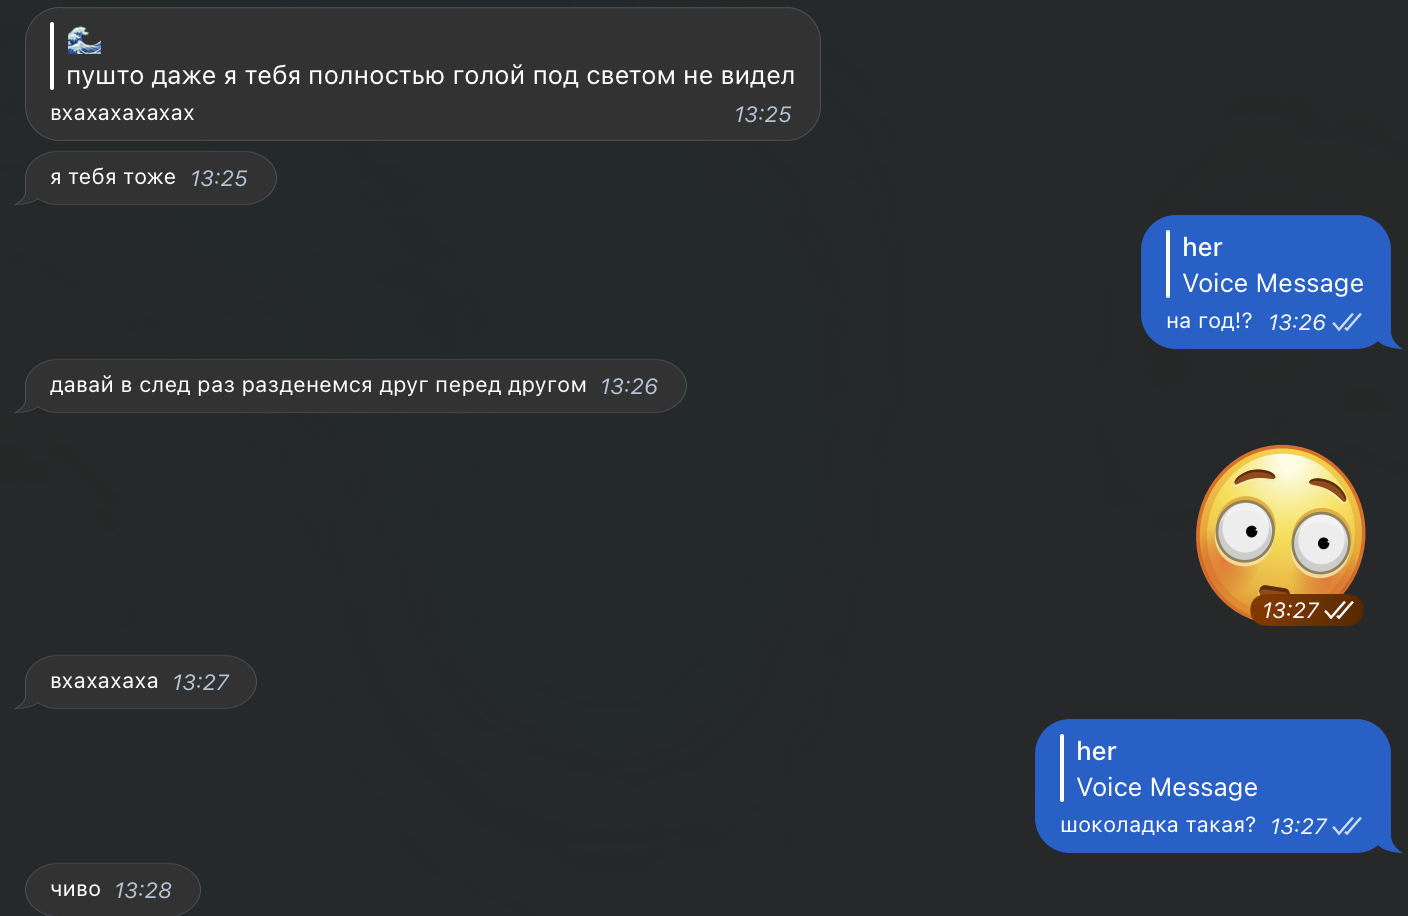 🌊
пушто даже я тебя полностью голой под светом не видел
вхахахахахах 13:25
я тебя тоже 13:25
her
Voice Message
на год!? 13:26
давай в след раз разденемся друг перед другом 13:26
13:27
вхахахаха 13:27
her
Voice Message
шоколадка такая? 13:27
чиво 13:28